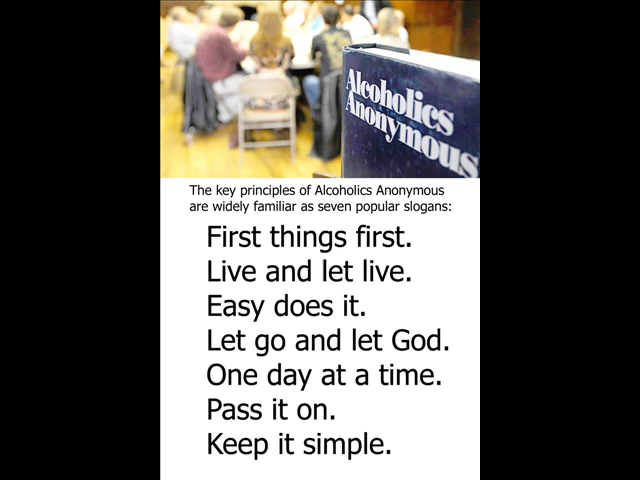 Alcoholics
Anonymous
The key principles of Alcoholics Anonymous
are widely familiar as seven popular slogans:
First things first.
Live and let live.
Easy does it.
Let go and let God.
One day at a time.
Pass it on.
Keep it simple.